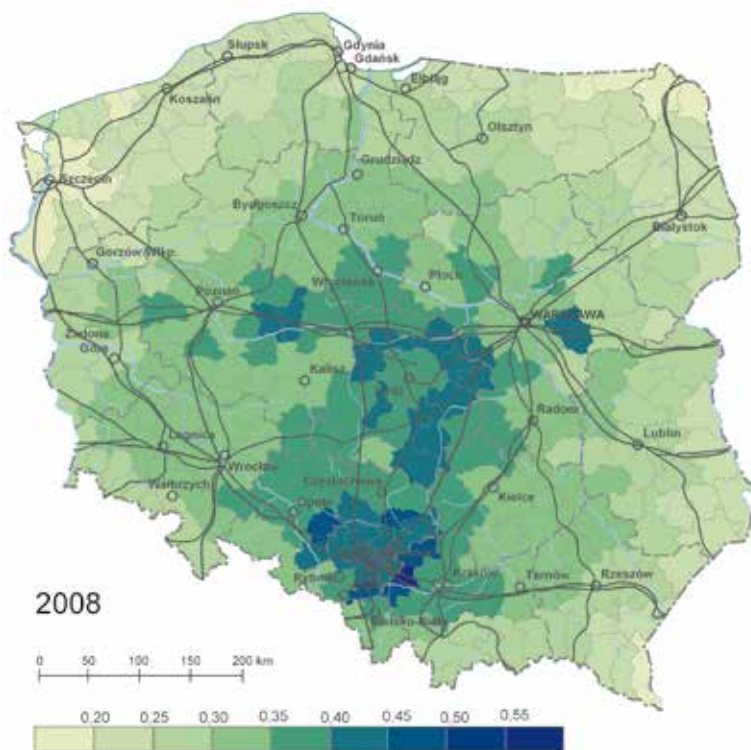 Gdynia
Słupsk
Gdańsk
Elbląg
Koszalin
Olsztyn
Grudziądz
Szczecin
Bydgoszcz
Toruń
Białystok
Gorzów Wlkp.
Płock
Włocławek
Poznań
WARSZAWA
Zielona
Góra
Kalisz
Radom
Legnica
Lublin
Wrocław
Wałbrzych
Częstochowa
Kielce
Opole
Rybnik
Kraków
Tarnów
Rzeszów
Bielsko-Biała
2008
0 50 100 150 200 km
0,20 0,25 0,30 0,35 0,40 0,45 0,50 0,55